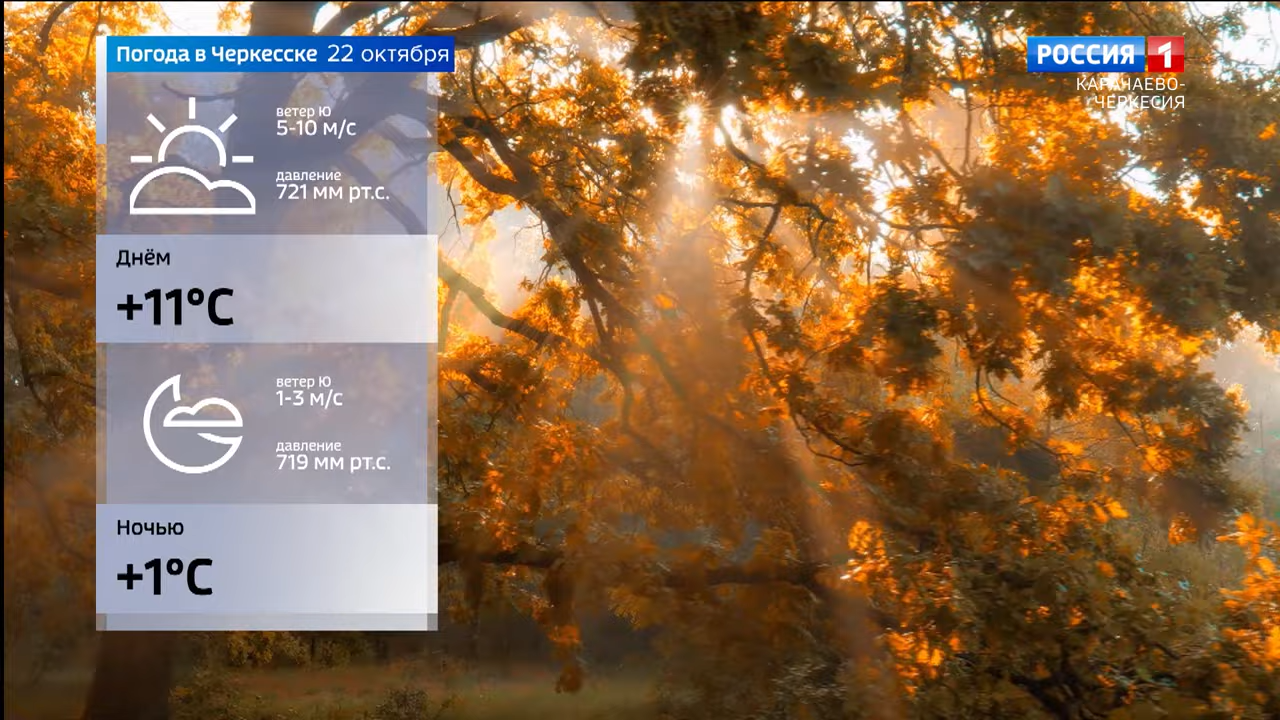 Погода в Черкесске 22 октября
РОССИЯ 1
КАРАЧАЕВО-
ЧЕРКЕСИЯ
ветер Ю
5-10 м/с
давление
721 мм рт.с.
Днём
+11°C
ветер Ю
1-3 м/с
давление
719 мм рт.с.
Ночью
+1°C